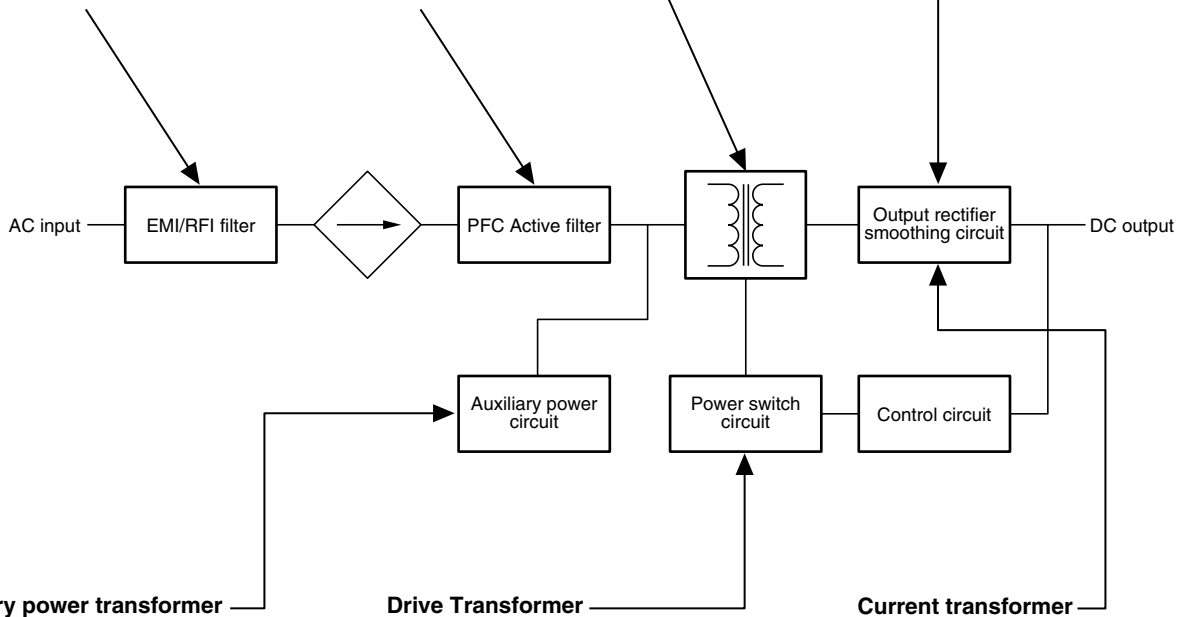 AC input
EMI/RFI filter
PFC Active filter
Output rectifier
smoothing circuit
DC output
Auxiliary power
circuit
Power switch
circuit
Control circuit
power transformer
Drive Transformer
Current transformer